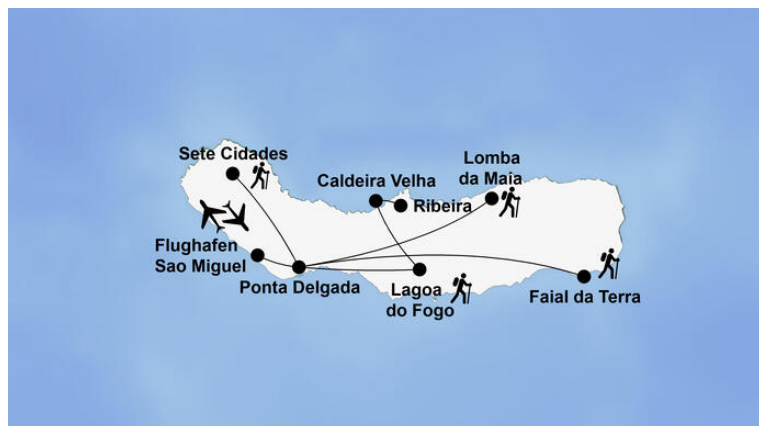 Sete Cidades
Caldeira Velha
Lomba
da Maia
Ribeira
Flughafen
Sao Miguel
Ponta Delgada
Lagoa
do Fogo
Faial da Terra